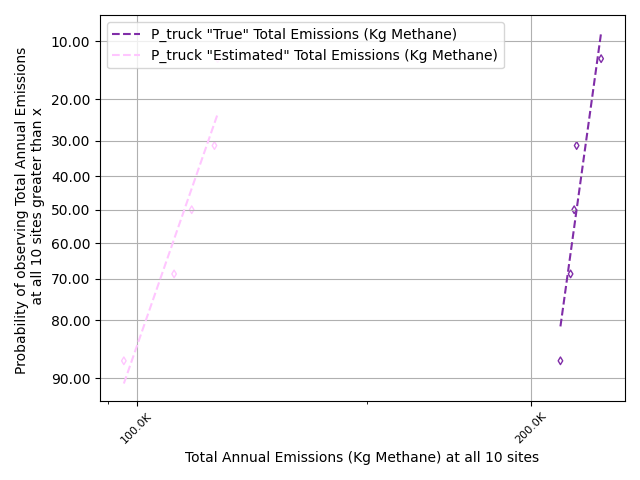 P_truck "True" Total Emissions (Kg Methane)
P_truck "Estimated" Total Emissions (Kg Methane)
10.00
20.00
30.00
40.00
50.00
60.00
70.00
80.00
90.00
Probability of observing Total Annual Emissions
at all 10 sites greater than x
100.0K
200.0K
Total Annual Emissions (Kg Methane) at all 10 sites